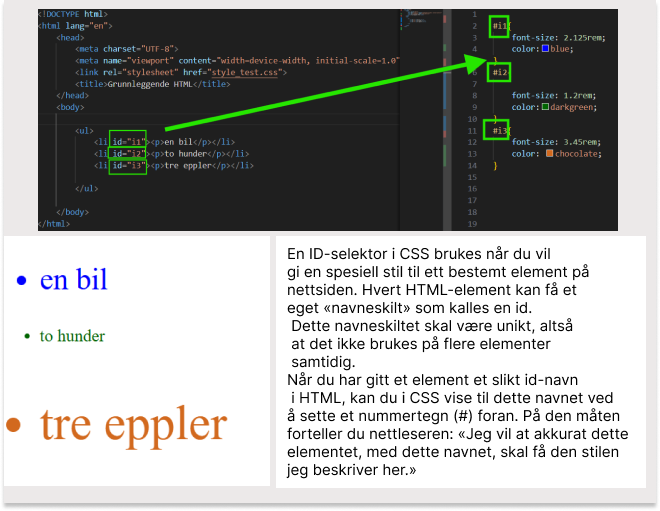 <!DOCTYPE html>
<html lang="en">
<head>
<meta charset="UTF-8">
<meta name="viewport" content="width=device-width, initial-scale=1.0"
<link rel="stylesheet" href="style_test.css">
<title>Grunnleggende HTML</title>
</head>
<body>
<ul>
<li id="i1"><p>en bil</p></li>
<li id="i2"><p>to hunder</p></li>
<li id="i3"><p>tre eppler</p></li>
</ul>
</body>
</html>
1
2 #i1{
3 font-size: 2.125rem;
4 color: blue;
5 }
6 #i2{
7
8 font-size: 1.2rem;
9 color: darkgreen;
10 }
11 #i3{
12 font-size: 3.45rem;
13 color: chocolate;
14 }
15
16
17
18
19
en bil
to hunder
tre eppler
En ID-selektor i CSS brukes når du vil
gi en spesiell stil til ett bestemt element på
nettsiden. Hvert HTML-element kan få et
eget «navneskilt» som kalles en id.
Dette navneskiltet skal være unikt, altså
at det ikke brukes på flere elementer
samtidig.
Når du har gitt et element et slikt id-navn
i HTML, kan du i CSS vise til dette navnet ved
å sette et nummertegn (#) foran. På den måten
forteller du nettleseren: «Jeg vil at akkurat dette
elementet, med dette navnet, skal få den stilen
jeg beskriver her.»